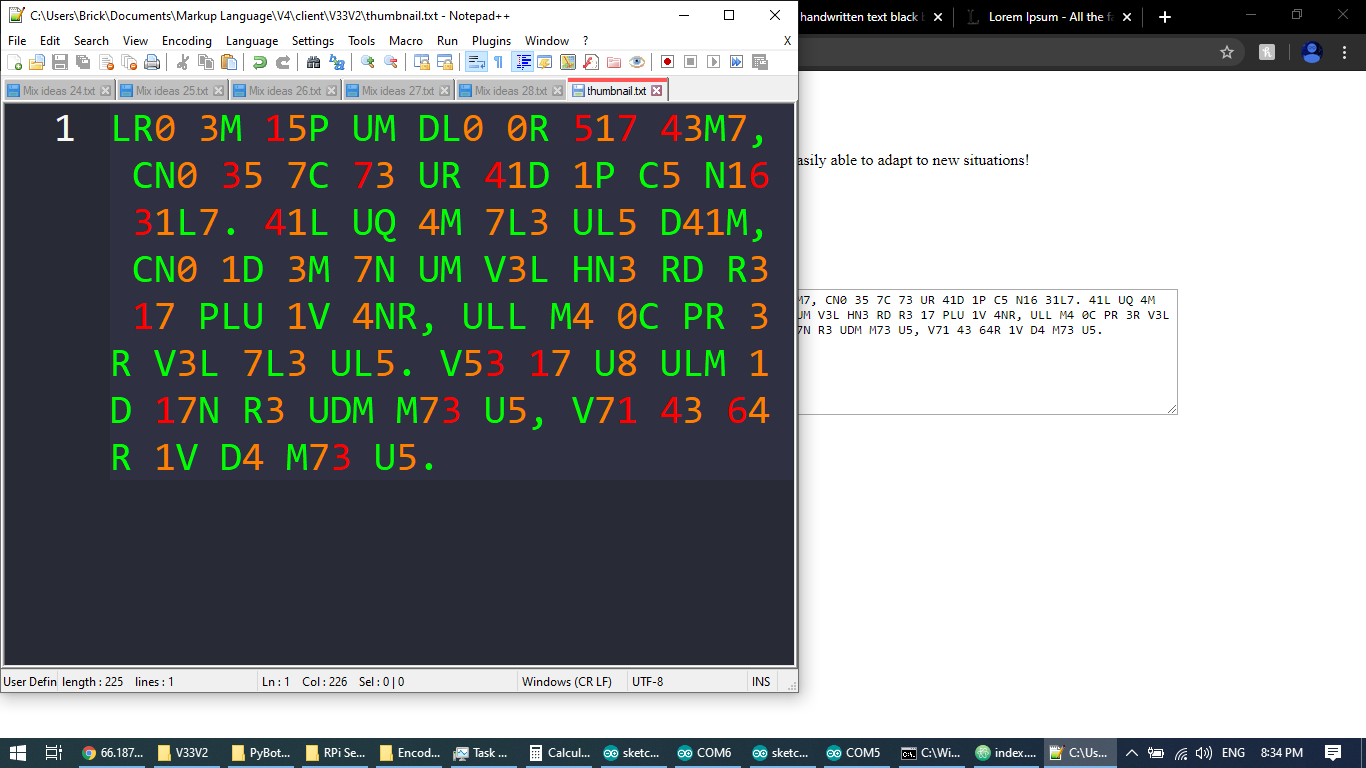 C:\Users\Brick\Documents\Markup Language\V4\client\V33V2\thumbnail.txt - Notepad++
handwritten text black
Lorem Ipsum - All the fa
File Edit Search View Encoding Language Settings Tools Macro Run Plugins Window ? X
Mix ideas 24.txt Mix ideas 25.txt Mix ideas 26.txt Mix ideas 27.txt Mix ideas 28.txt thumbnail.txt
1 LR0 3M 15P UM DL0 0R 517 43M7,
CN0 35 7C 73 UR 41D 1P C5 N16
31L7. 41L UQ 4M 7L3 UL5 D41M,
CN0 1D 3M 7N UM V3L HN3 RD R3
17 PLU 1V 4NR, ULL M4 0C PR 3
R V3L 7L3 UL5. V53 17 U8 ULM 1
D 17N R3 UDM M73 U5, V71 43 64
R 1V D4 M73 U5.
asily able to adapt to new situations!
M7, CN0 35 7C 73 UR 41D 1P C5 N16 31L7. 41L UQ 4M
UM V3L HN3 RD R3 17 PLU 1V 4NR, ULL M4 0C PR 3R V3L
7N R3 UDM M73 U5, V71 43 64R 1V D4 M73 U5.
User Defin length : 225 lines : 1 Ln : 1 Col : 226 Sel : 0 | 0 Windows (CR LF) UTF-8 INS
66.187... V33V2 PyBot... RPi Se... Encod... Task ... Calcul... sketc... COM6 sketc... COM5 C:\Wi... index.... C:\Us... ENG 8:34 PM